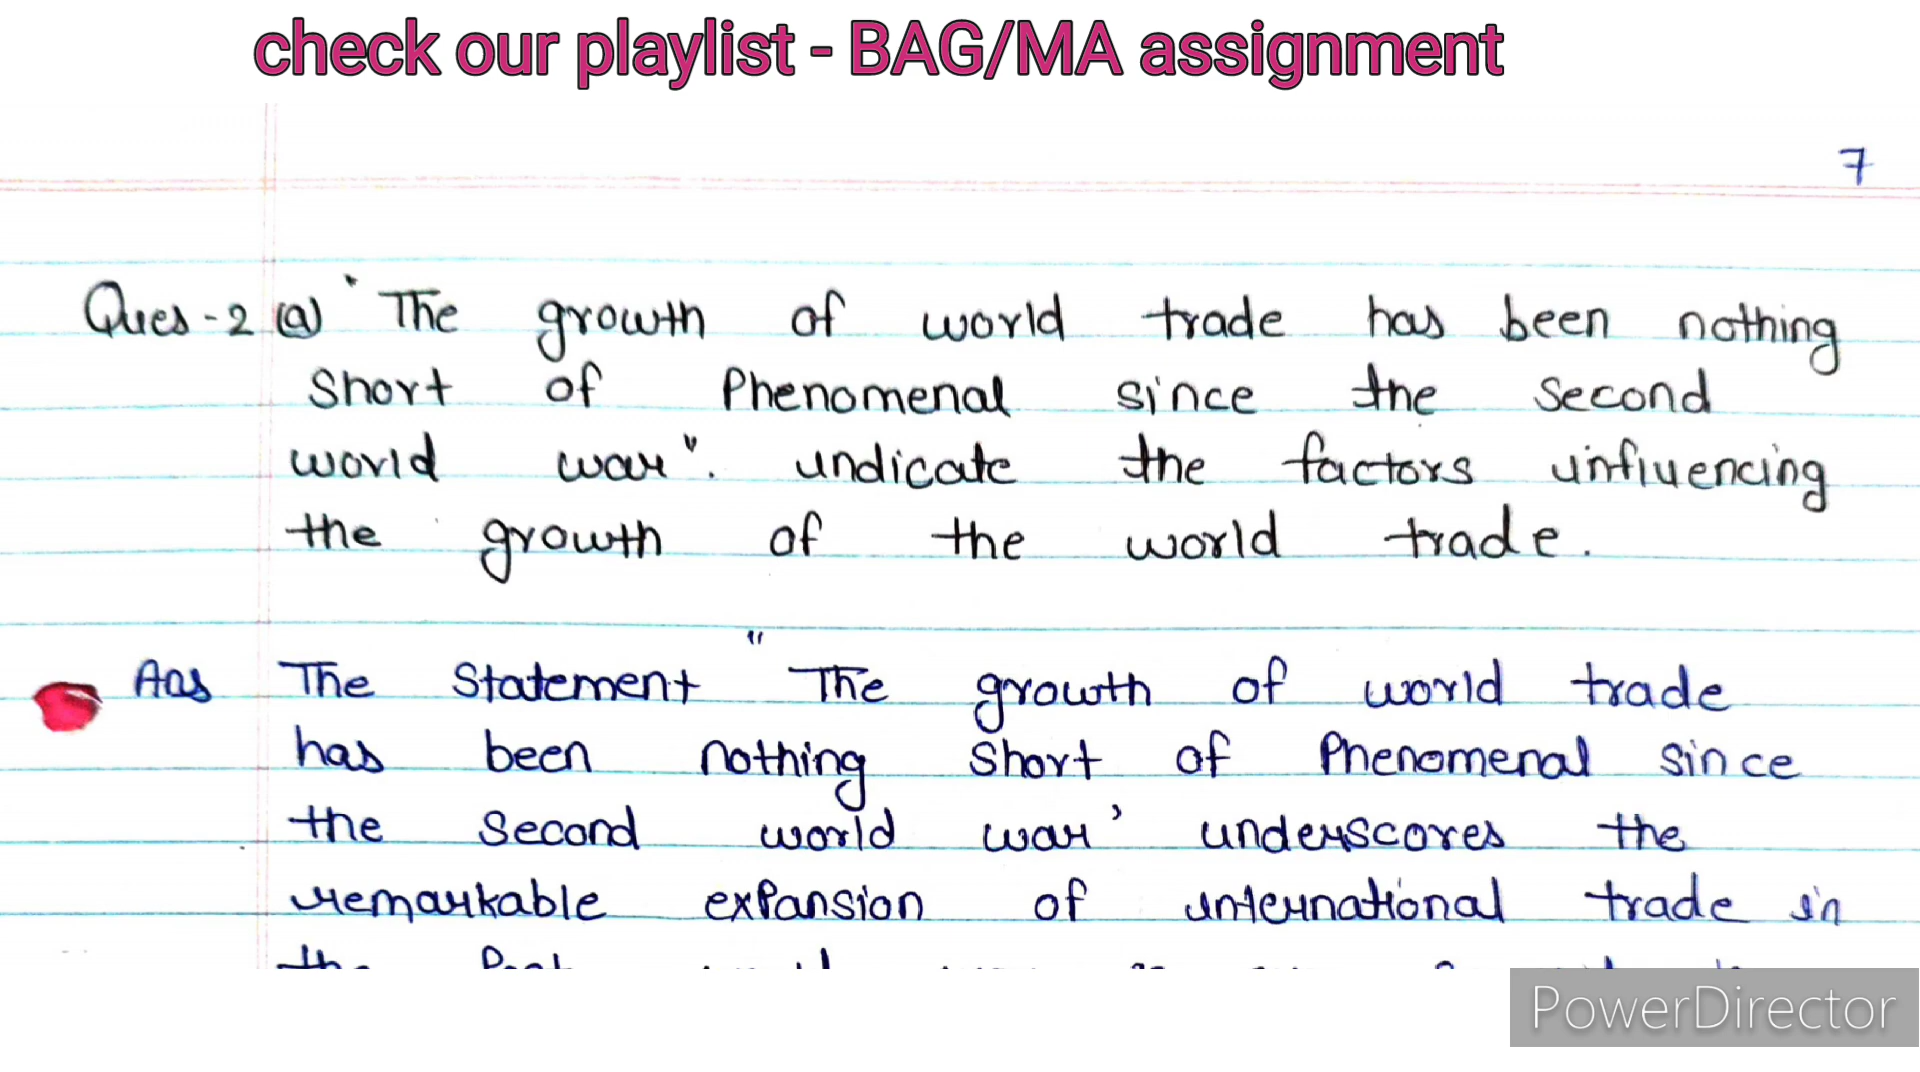 check our playlist - BAG/MA assignment
7
Ques-2 (a) "The growth of world trade has been nothing
Short of Phenomenal since the Second
world war". indicate the factors influencing
the growth of the world trade.
Ans The Statement "The growth of world trade
has been nothing Short of Phenomenal since
the Second world war' underscores the
remarkable expansion of international trade in
PowerDirector